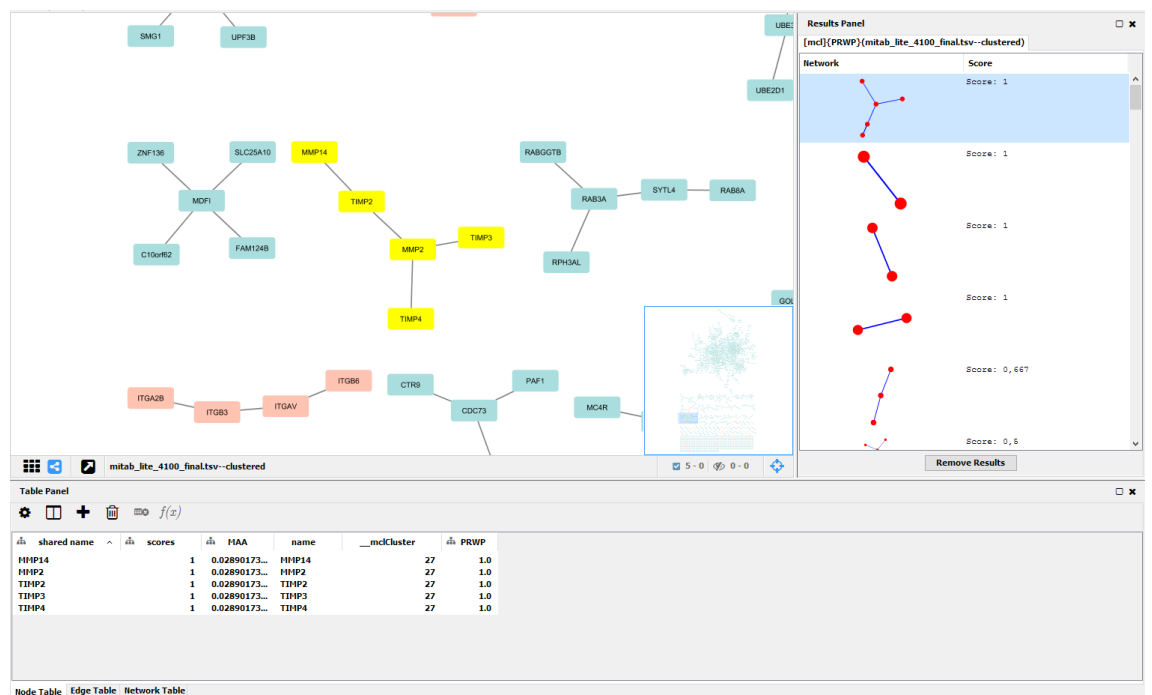 SMG1
UPF3B
UBE3
UBE2D1
ZNF136
SLC25A10
MMP14
RABGGTB
MDFI
TIMP2
RAB3A
SYTL4
RAB8A
C10orf62
FAM124B
MMP2
TIMP3
RPH3AL
TIMP4
GOL
ITGA2B
ITGB3
ITGAV
ITGB6
CTR9
PAF1
CDC73
MC4R
mitab_lite_4100_final.tsv--clustered
5 - 0
0 - 0
Results Panel
[mcl]{PRWP}(mitab_lite_4100_final.tsv--clustered)
Network Score
Score: 1
Score: 1
Score: 1
Score: 1
Score: 0,667
Score: 0,5
Remove Results
Table Panel
f(x)
shared name scores MAA name __mclCluster PRWP
MMP14 1 0.02890173... MMP14 27 1.0
MMP2 1 0.02890173... MMP2 27 1.0
TIMP2 1 0.02890173... TIMP2 27 1.0
TIMP3 1 0.02890173... TIMP3 27 1.0
TIMP4 1 0.02890173... TIMP4 27 1.0
Node Table Edge Table Network Table